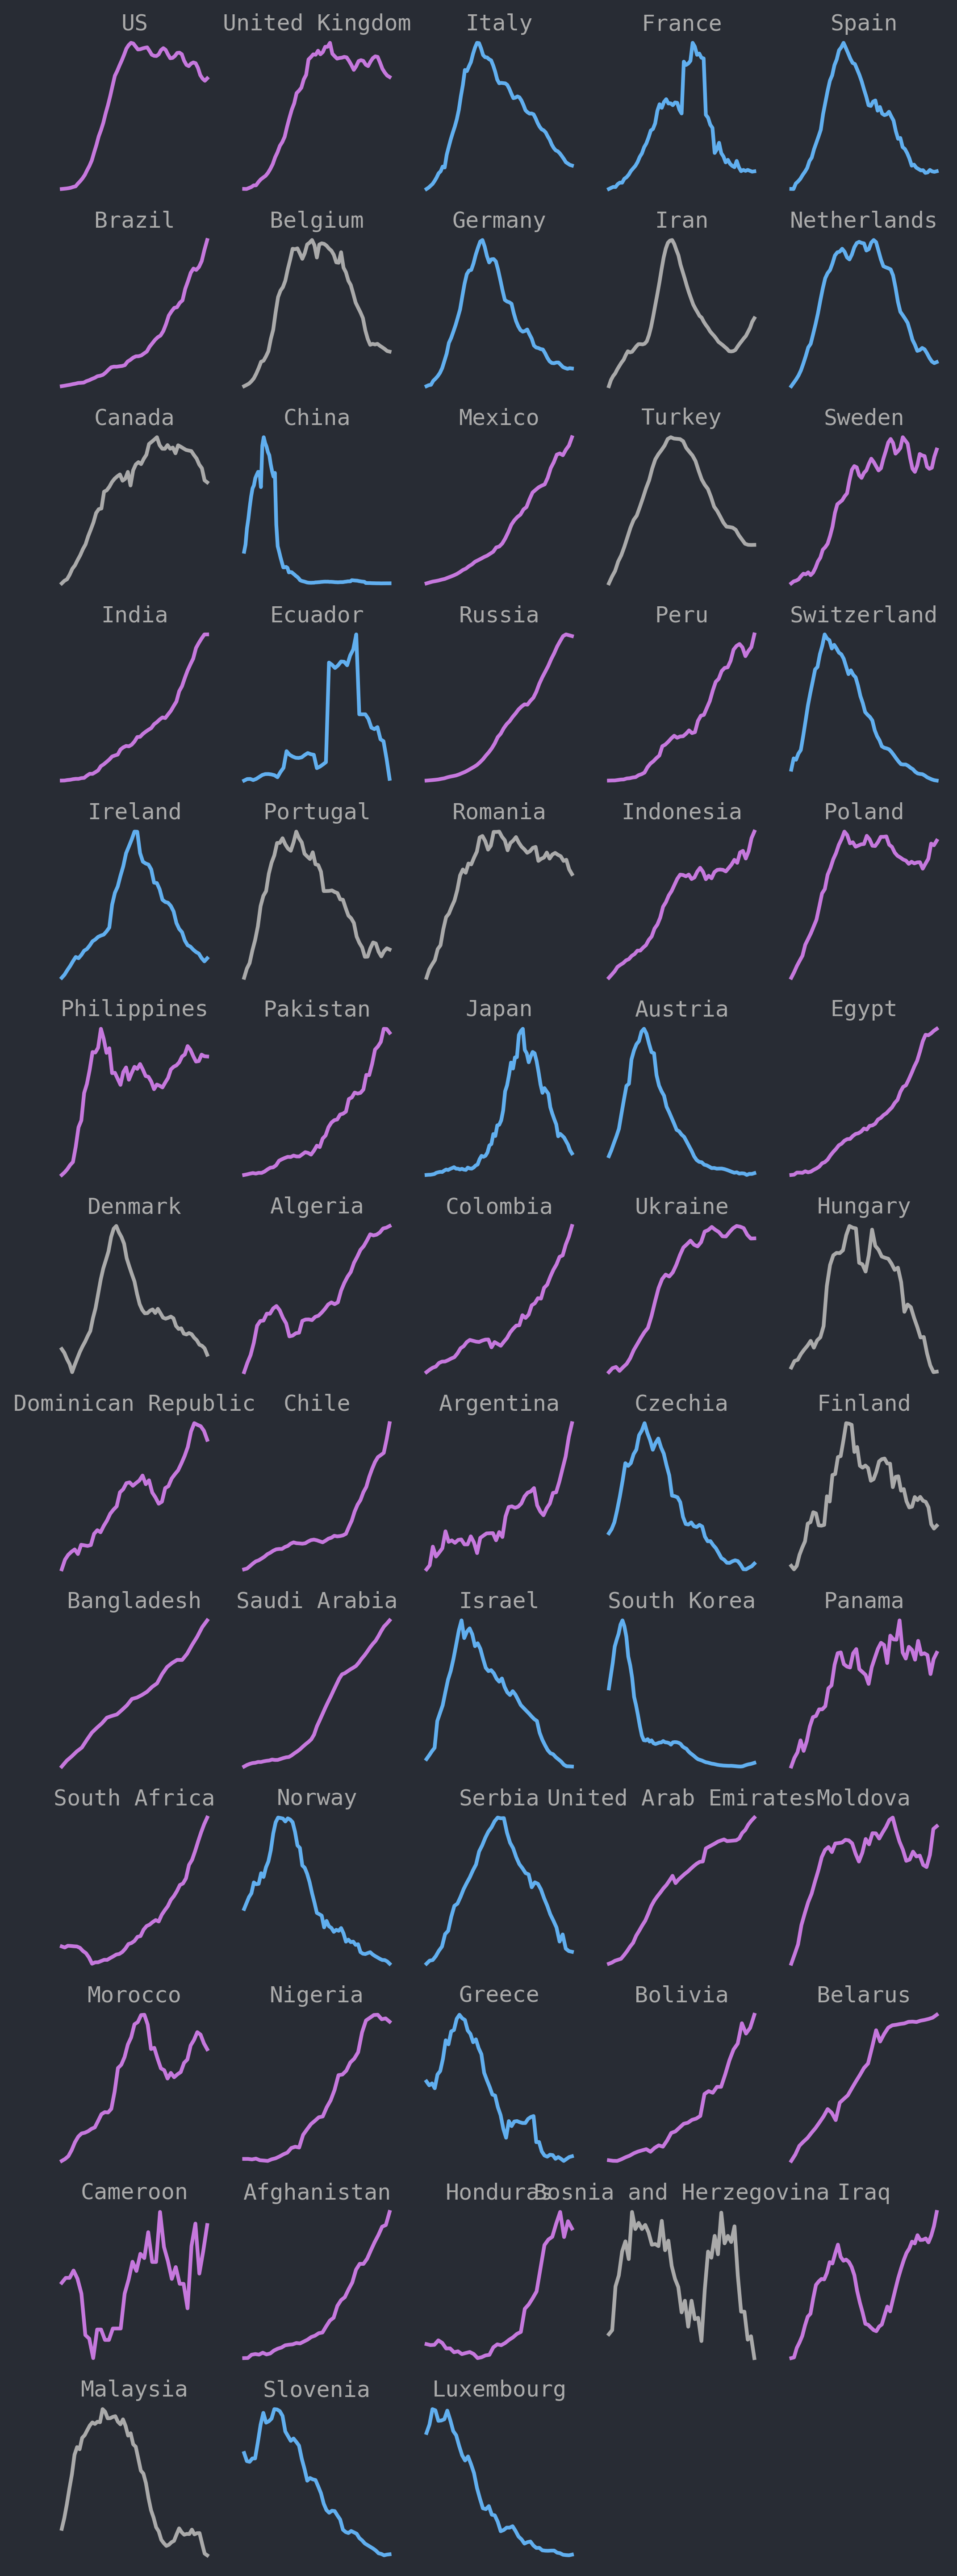 US United Kingdom Italy France Spain
Brazil Belgium Germany Iran Netherlands
Canada China Mexico Turkey Sweden
India Ecuador Russia Peru Switzerland
Ireland Portugal Romania Indonesia Poland
Philippines Pakistan Japan Austria Egypt
Denmark Algeria Colombia Ukraine Hungary
Dominican Republic Chile Argentina Czechia Finland
Bangladesh Saudi Arabia Israel South Korea Panama
South Africa Norway Serbia United Arab Emirates Moldova
Morocco Nigeria Greece Bolivia Belarus
Cameroon Afghanistan Honduras Bosnia and Herzegovina Iraq
Malaysia Slovenia Luxembourg